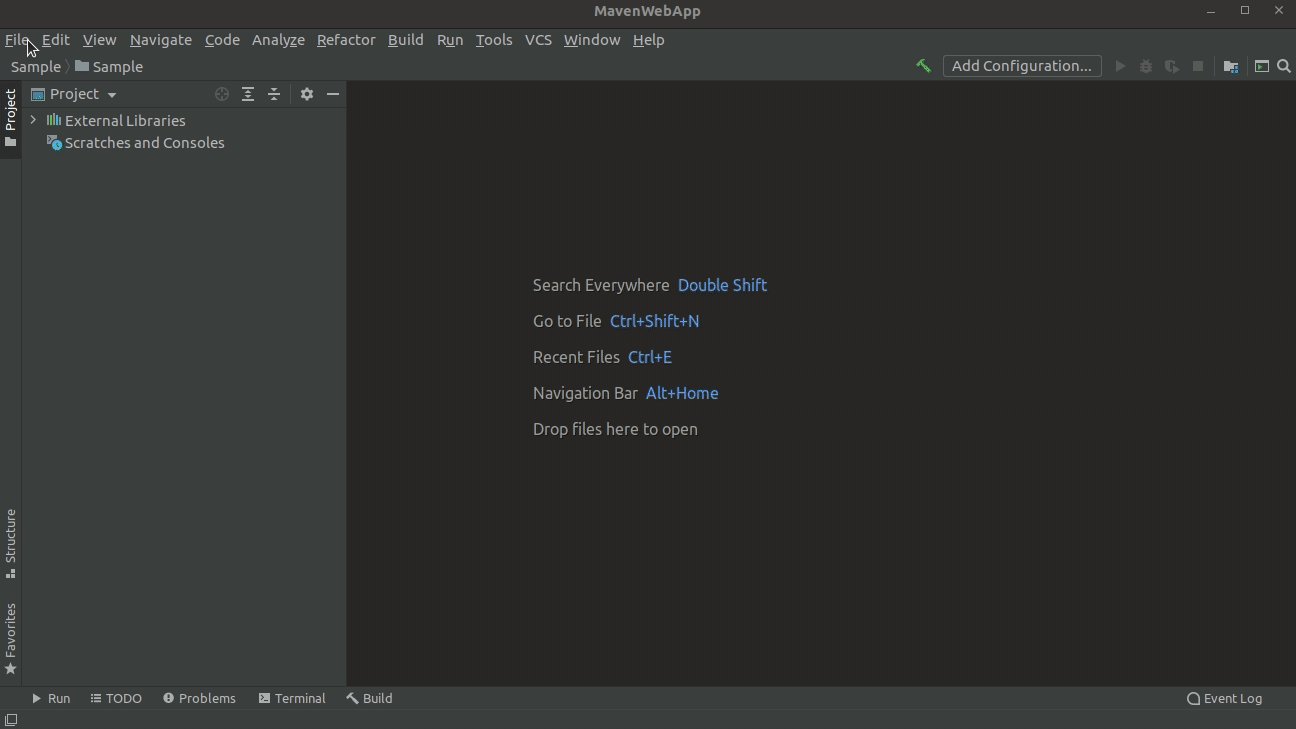 MavenWebApp
File Edit View Navigate Code Analyze Refactor Build Run Tools VCS Window Help
Sample Sample Add Configuration...
Project
Project
External Libraries
Scratches and Consoles
Search Everywhere Double Shift
Go to File Ctrl+Shift+N
Recent Files Ctrl+E
Navigation Bar Alt+Home
Drop files here to open
Structure
Favorites
Run TODO Problems Terminal Build Event Log